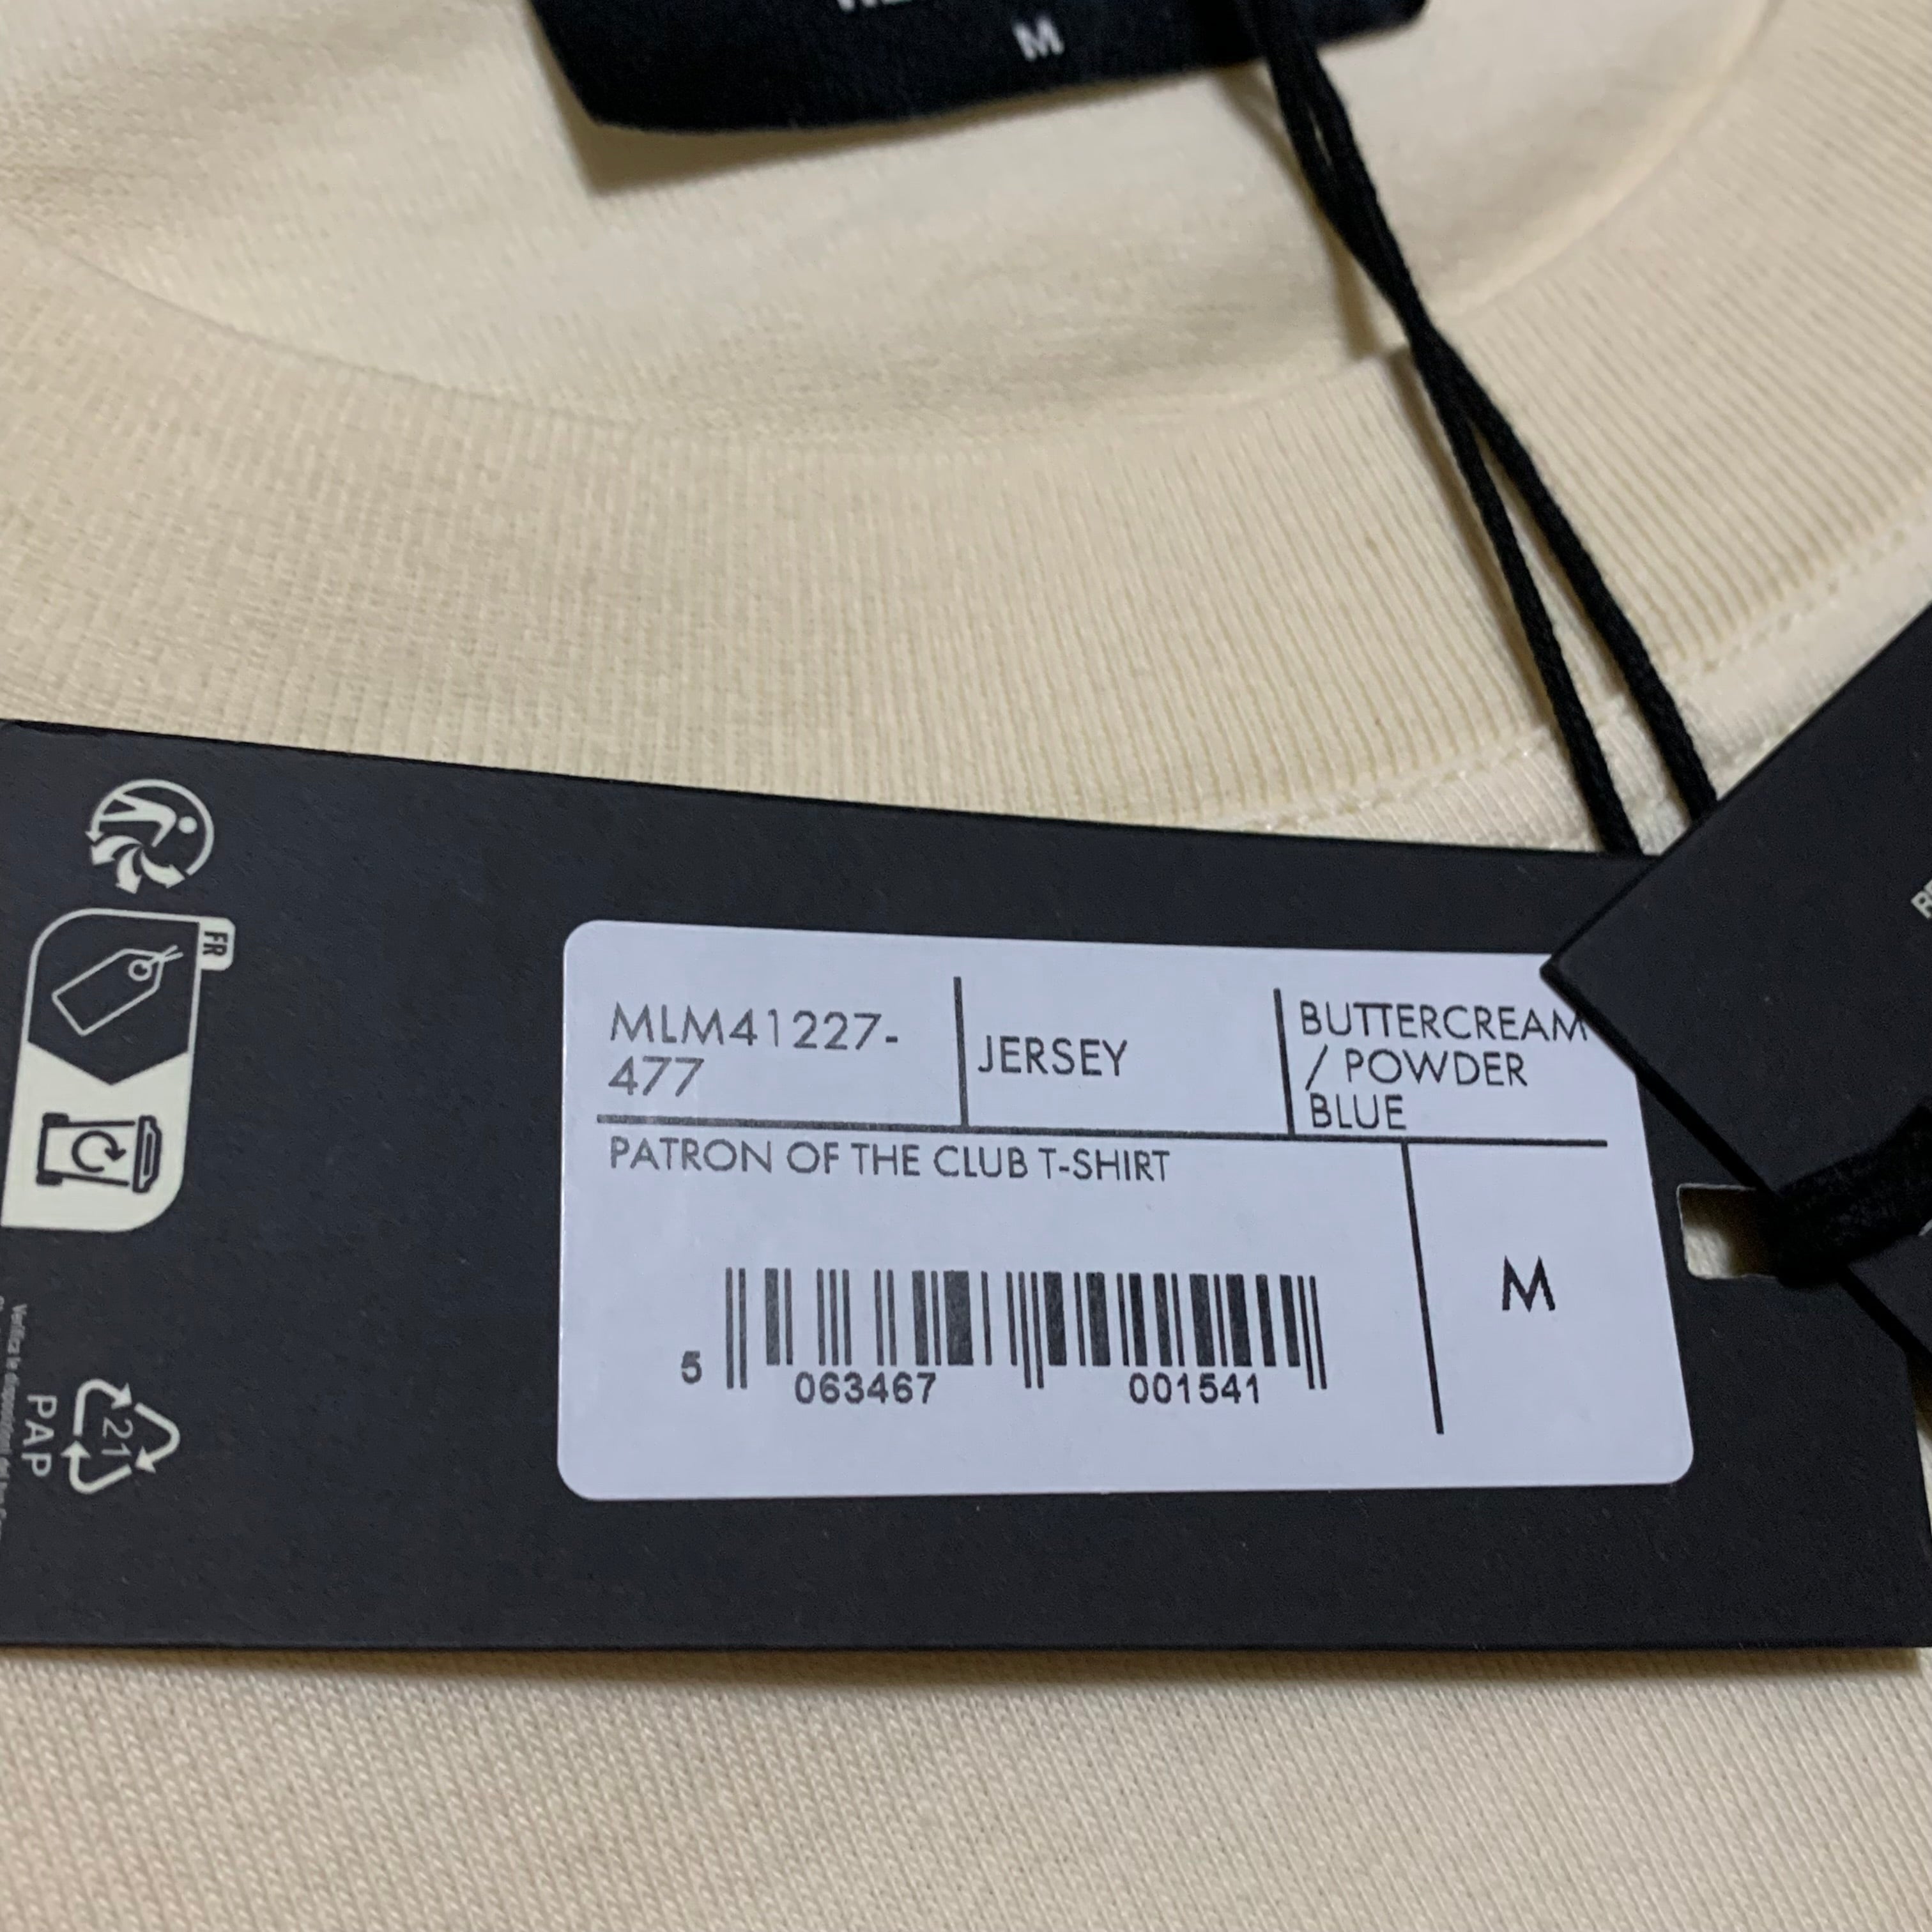 M
FR
MLM41227-
477
JERSEY
BUTTERCREAM
/ POWDER
BLUE
PATRON OF THE CLUB T-SHIRT
M
5 063467 001541
21
PAP